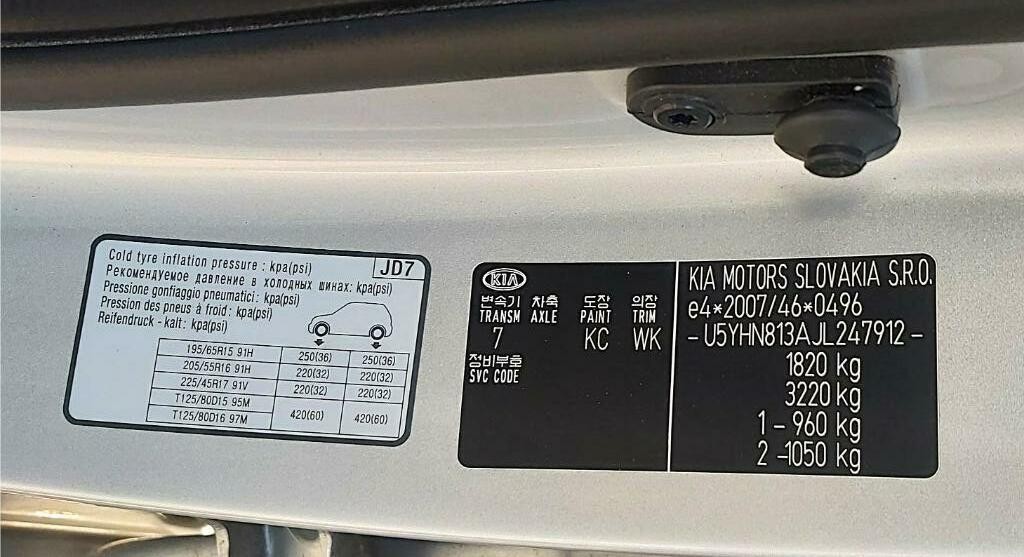 Cold tyre inflation pressure : kpa(psi)
JD7
Рекомендуемое давление в холодных шинах: kpa(psi)
Pressione gonfiaggio pneumatici: kpa(psi)
Pression des pneus à froid : kpa(psi)
Reifendruck - kalt : kpa(psi)
195/65R15 91H 250(36) 250(36)
205/55R16 91H 220(32) 220(32)
225/45R17 91V 220(32) 220(32)
T125/80D15 95M
T125/80D16 97M
420(60) 420(60)
KIA
변속기 차축 도장 의장
TRANSM AXLE PAINT TRIM
7 KC WK
정비부호
SVC CODE
KIA MOTORS SLOVAKIA S.R.O.
e4*2007/46*0496
-U5YHN813AJL247912-
1820 kg
3220 kg
1-960 kg
2-1050 kg